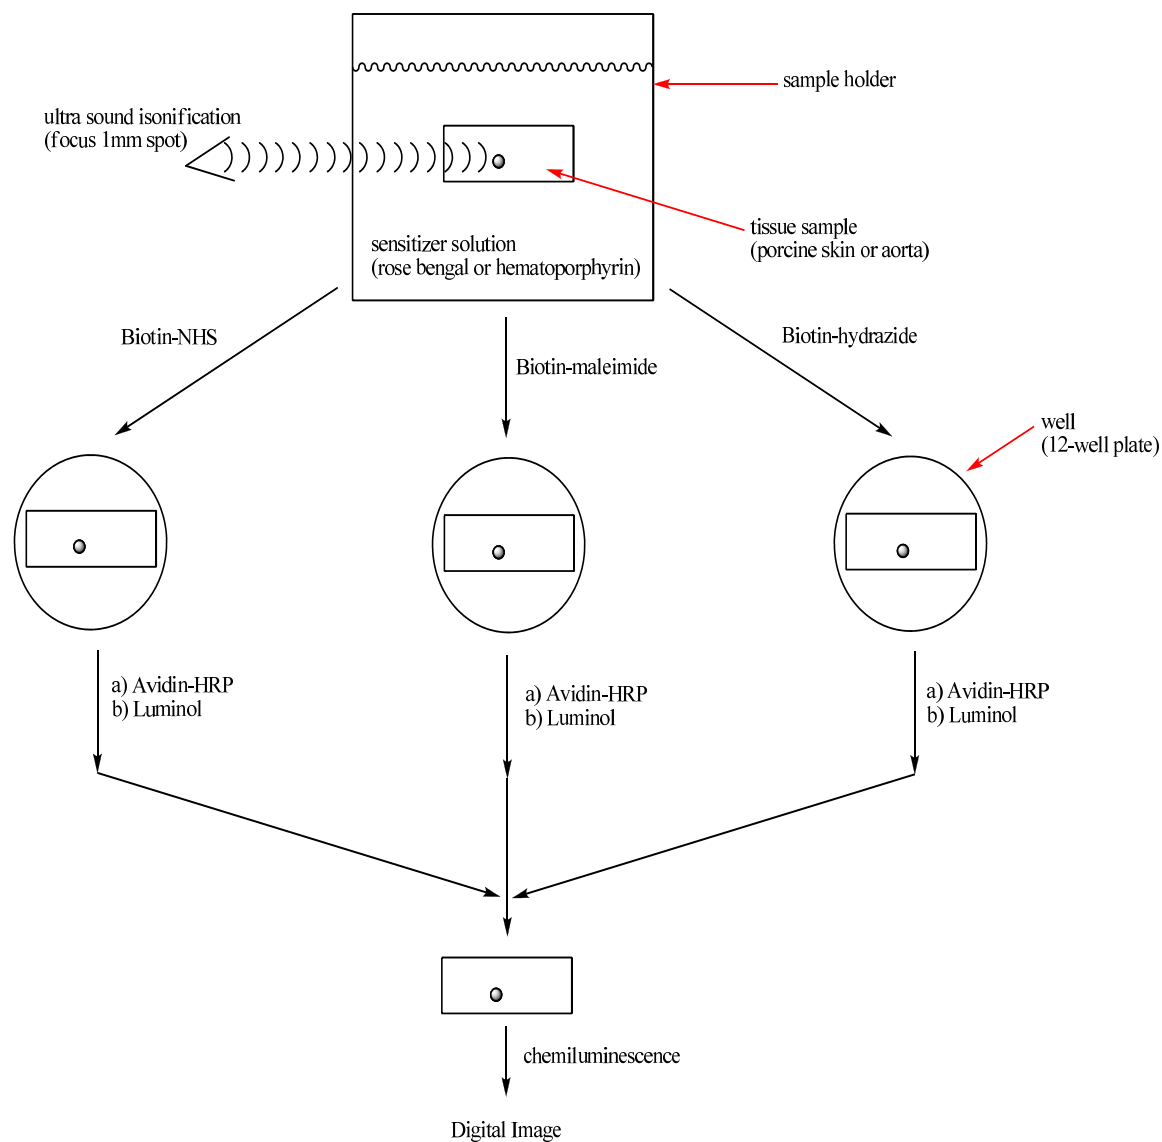 sample holder
ultra sound isonification
(focus 1mm spot)
tissue sample
(porcine skin or aorta)
sensitizer solution
(rose bengal or hematoporphyrin)
Biotin-NHS
Biotin-maleimide
Biotin-hydrazide
well
(12-well plate)
a) Avidin-HRP
b) Luminol
a) Avidin-HRP
b) Luminol
a) Avidin-HRP
b) Luminol
chemiluminescence
Digital Image